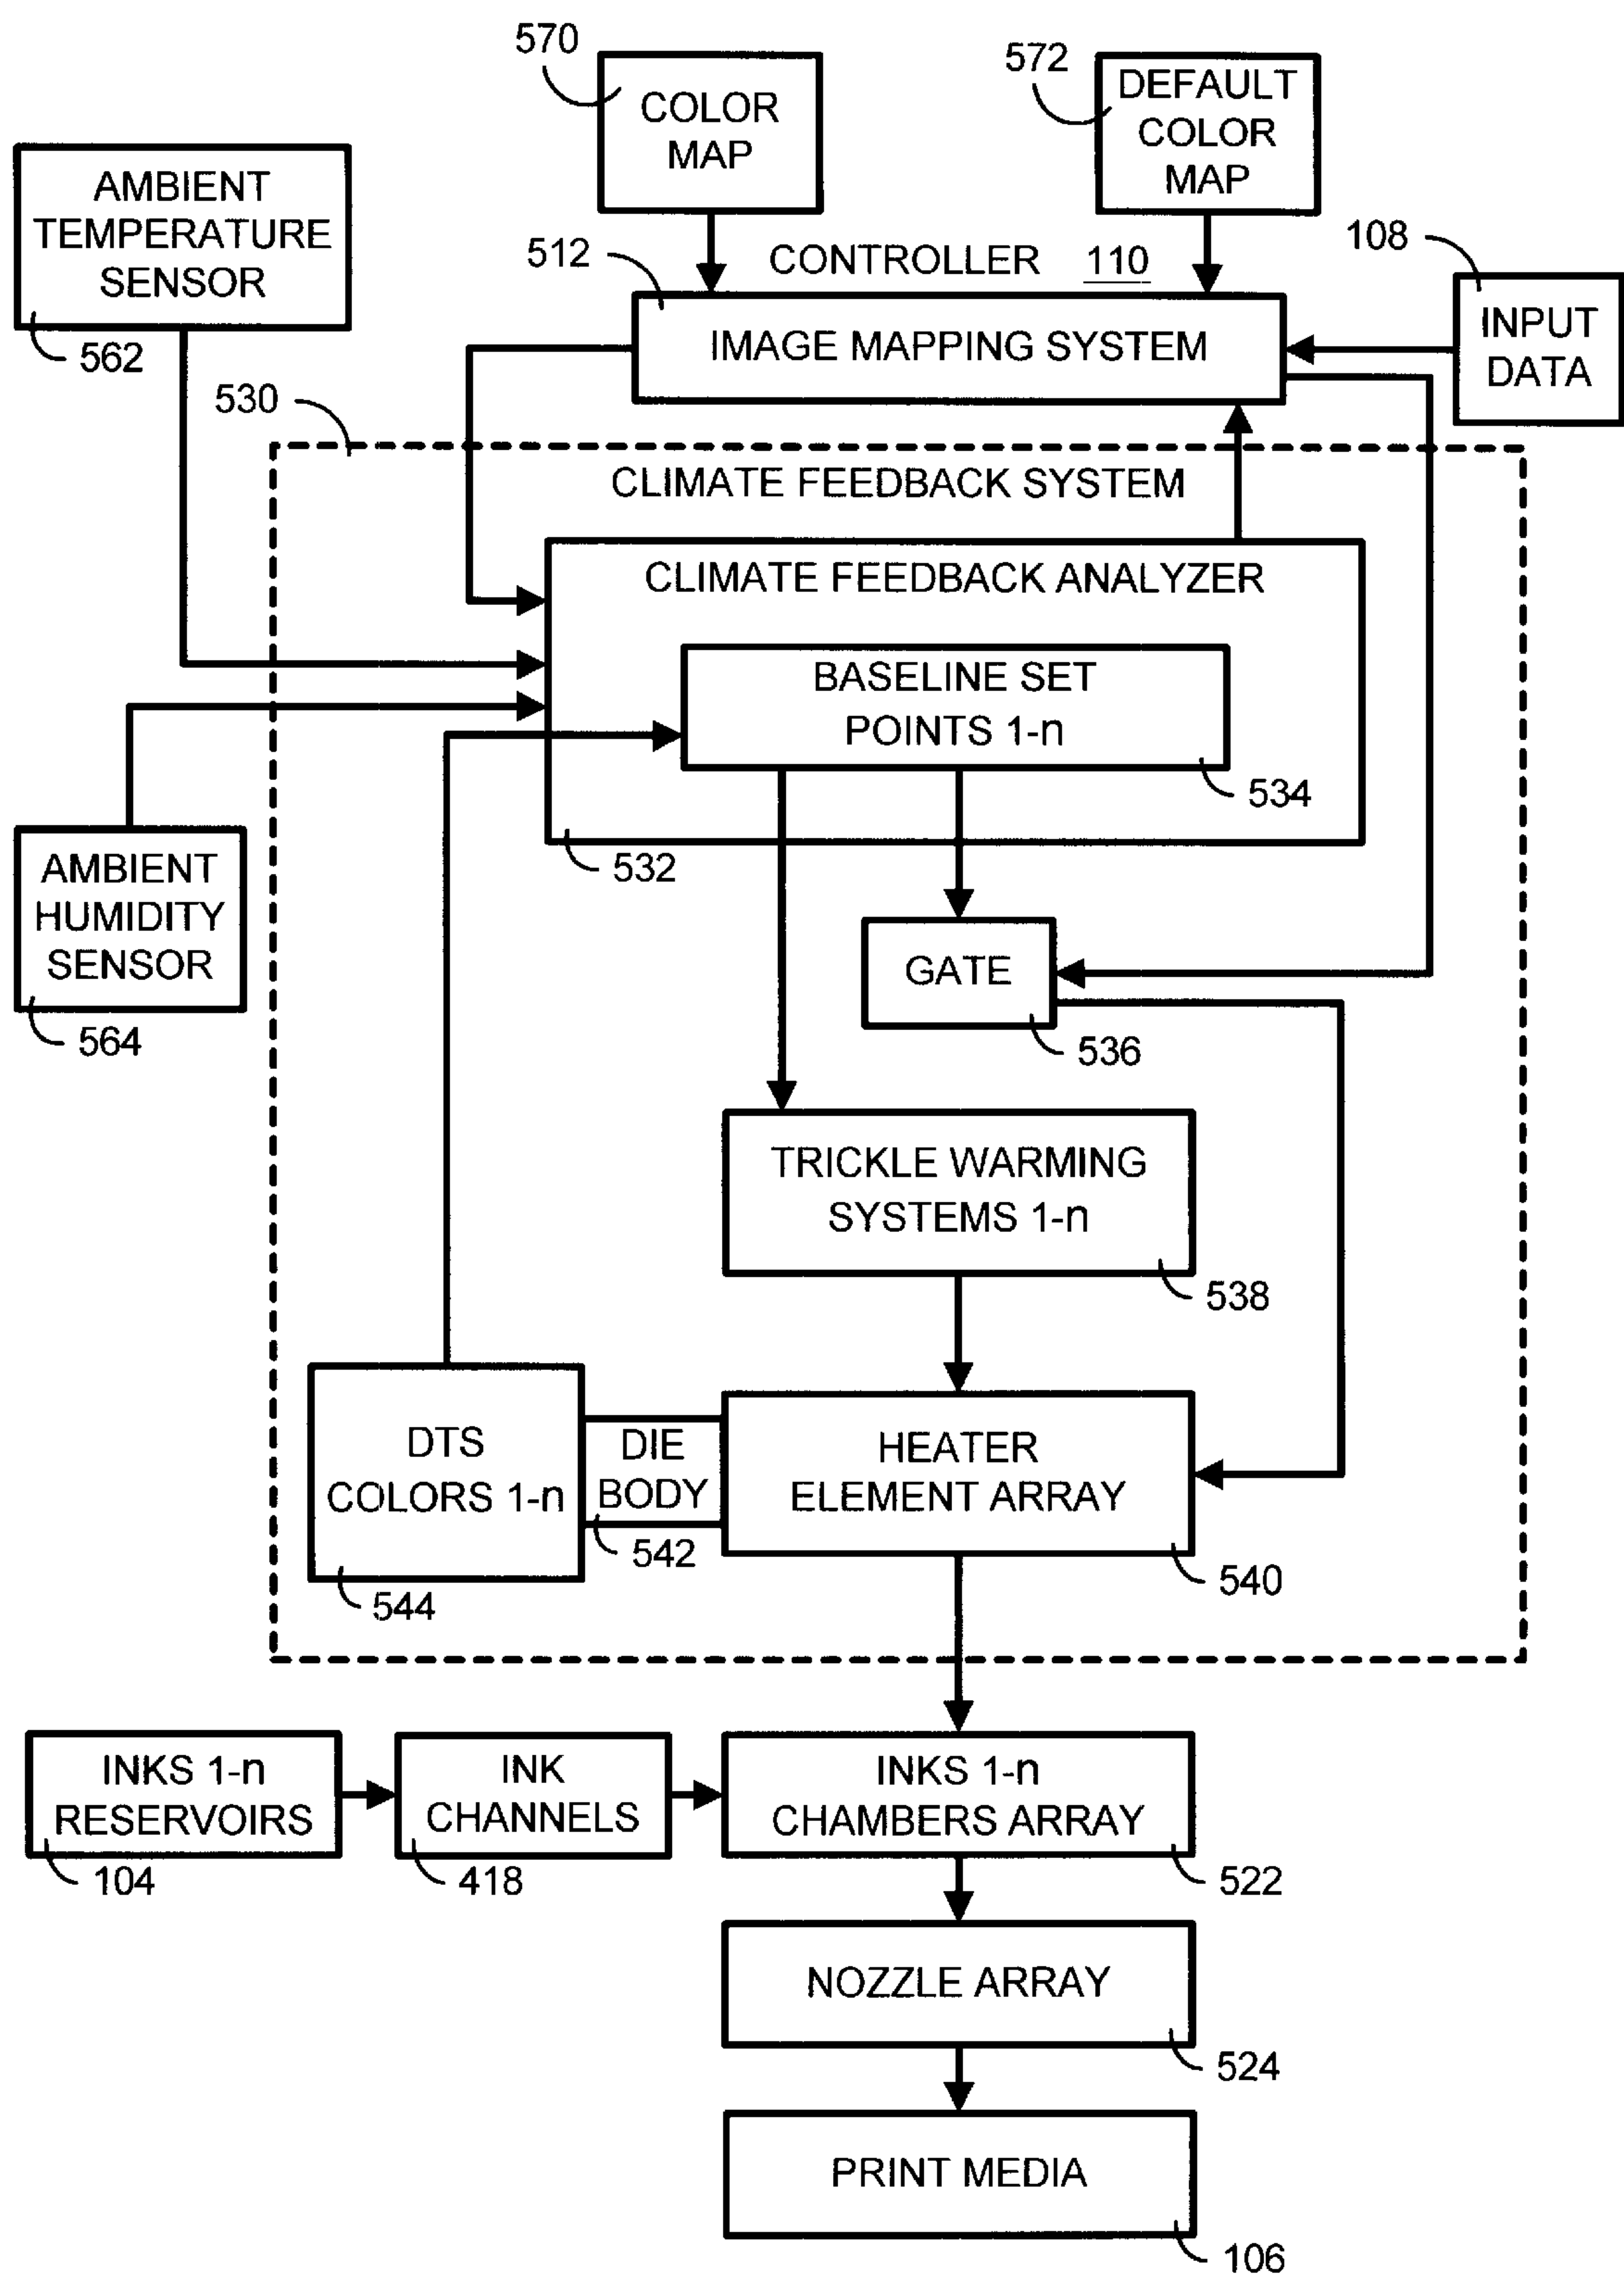 570
COLOR
MAP
572
DEFAULT
COLOR
MAP
AMBIENT
TEMPERATURE
SENSOR
562
512
CONTROLLER 110
108
INPUT
DATA
IMAGE MAPPING SYSTEM
530
CLIMATE FEEDBACK SYSTEM
CLIMATE FEEDBACK ANALYZER
BASELINE SET
POINTS 1-n
534
532
AMBIENT
HUMIDITY
SENSOR
564
GATE
536
TRICKLE WARMING
SYSTEMS 1-n
538
DTS
COLORS 1-n
544
DIE
BODY
542
HEATER
ELEMENT ARRAY
540
INKS 1-n
RESERVOIRS
104
INK
CHANNELS
418
INKS 1-n
CHAMBERS ARRAY
522
NOZZLE ARRAY
524
PRINT MEDIA
106